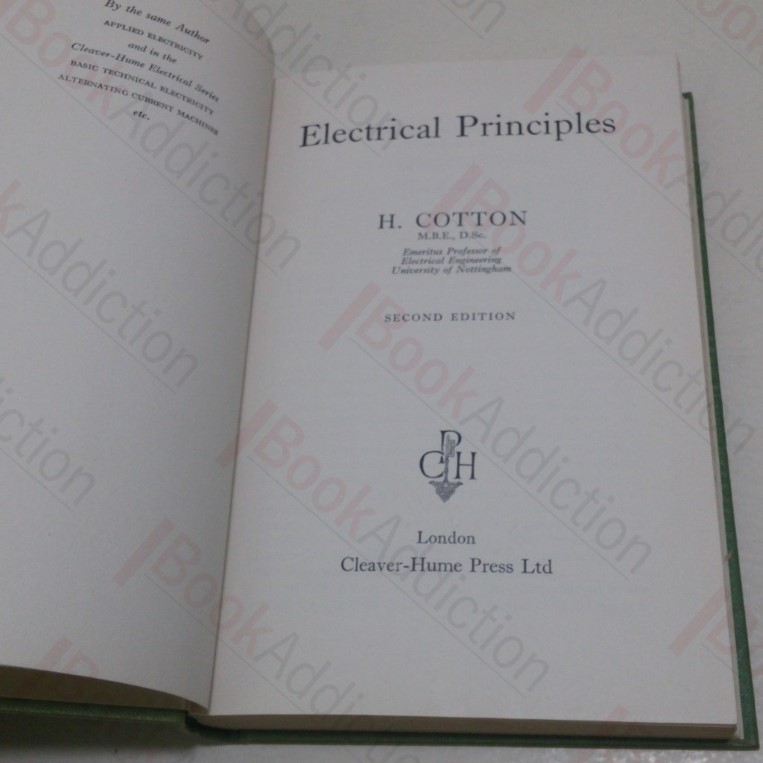 By the same Author
APPLIED ELECTRICITY
and in the
Cleaver-Hume Electrical Series
BASIC TECHNICAL ELECTRICITY
ALTERNATING CURRENT MACHINES
etc.
Electrical Principles
H. COTTON
M.B.E., D.Sc.
Emeritus Professor of
Electrical Engineering
University of Nottingham
SECOND EDITION
CPH
London
Cleaver-Hume Press Ltd
BookAddiction